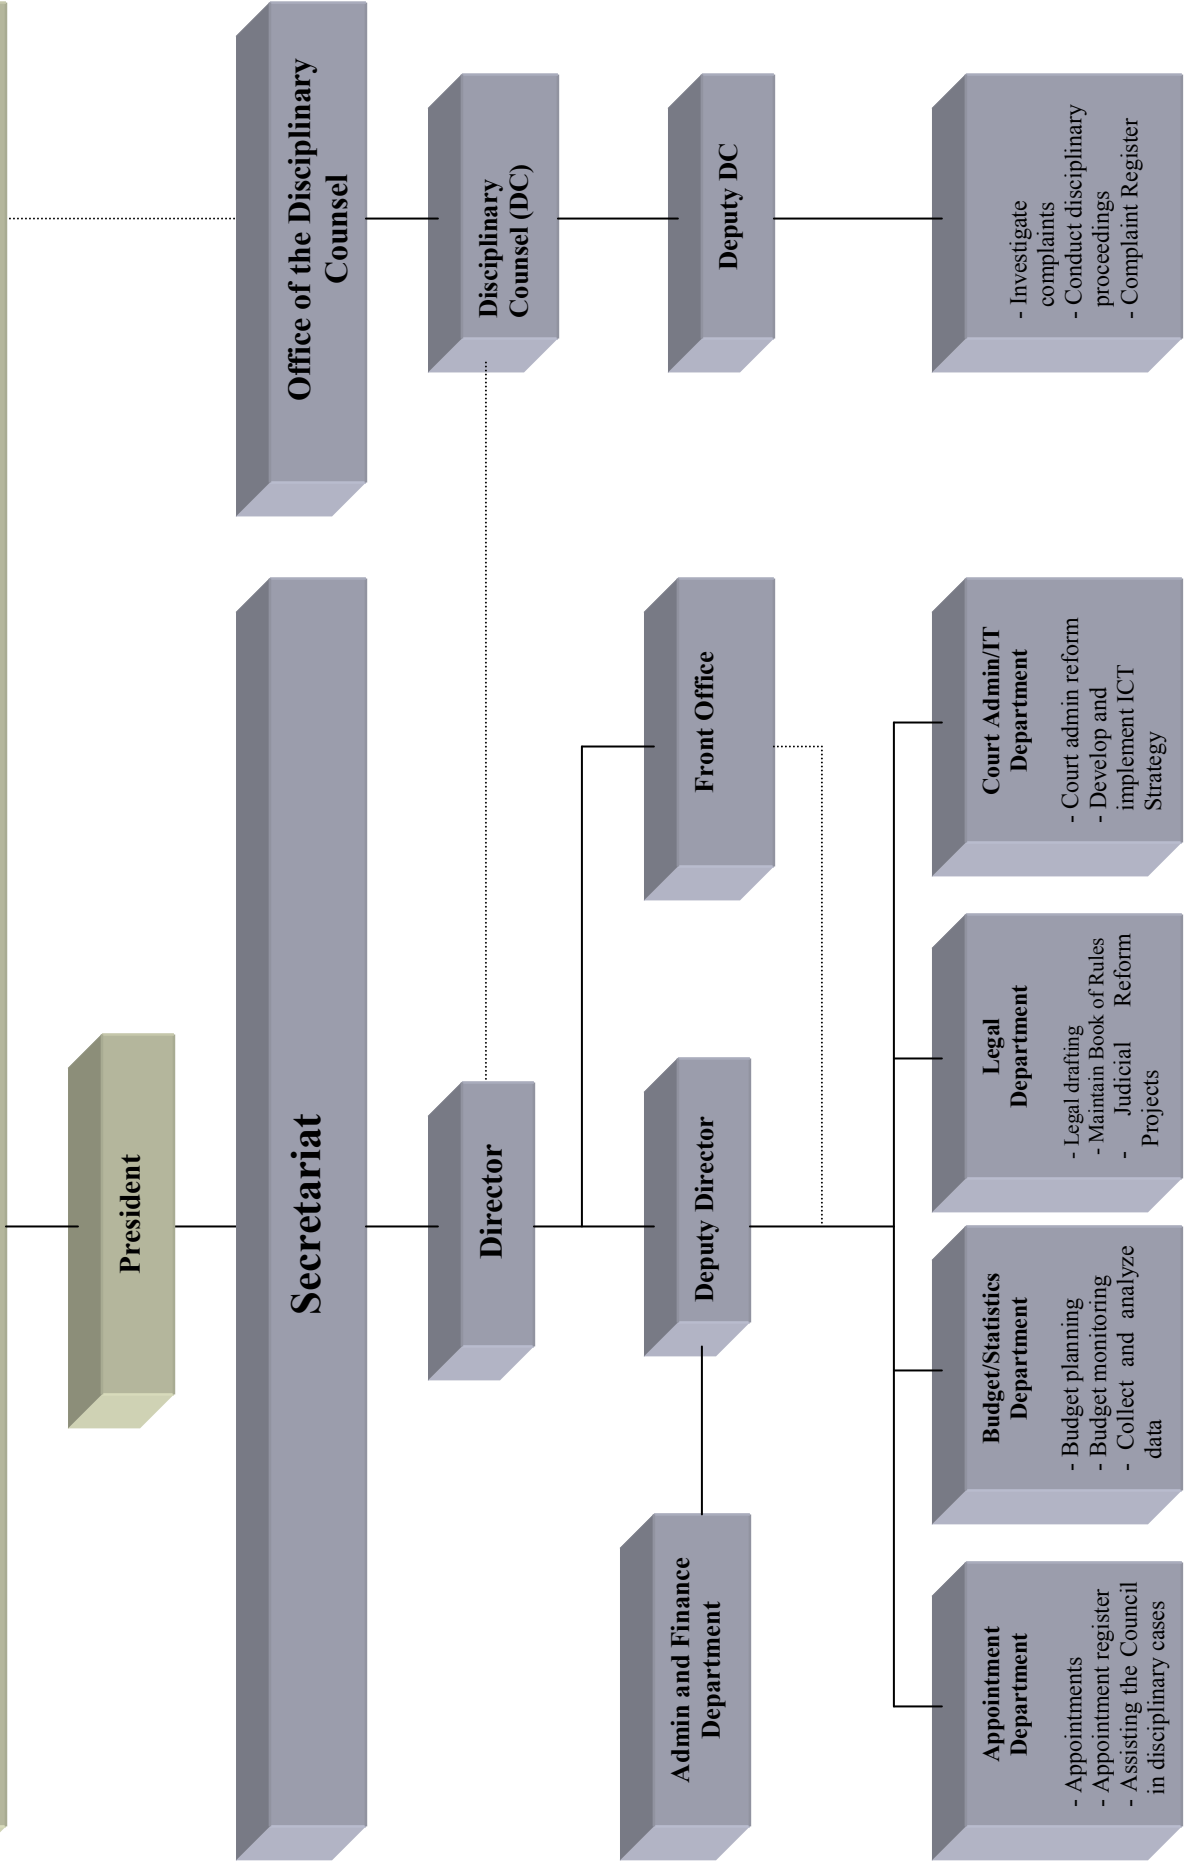 President
Secretariat
Office of the Disciplinary
Counsel
Director
Disciplinary
Counsel (DC)
Admin and Finance
Department
Deputy Director
Front Office
Deputy DC
Appointment
Department
- Appointments
- Appointment register
- Assisting the Council
in disciplinary cases
Budget/Statistics
Department
- Budget planning
- Budget monitoring
- Collect and analyze
data
Legal
Department
- Legal drafting
- Maintain Book of Rules
- Judicial Reform
Projects
Court Admin/IT
Department
- Court admin reform
- Develop and
implement ICT
Strategy
- Investigate
complaints
- Conduct disciplinary
proceedings
- Complaint Register